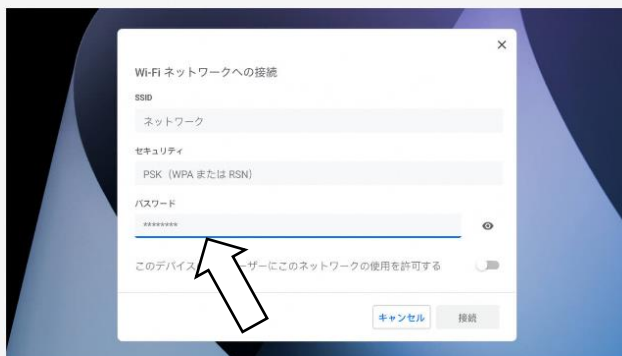 Wi-Fi ネットワークへの接続
SSID
ネットワーク
セキュリティ
PSK（WPA または RSN）
パスワード
********
このデバイス ーザーにこのネットワークの使用を許可する
キャンセル 接続